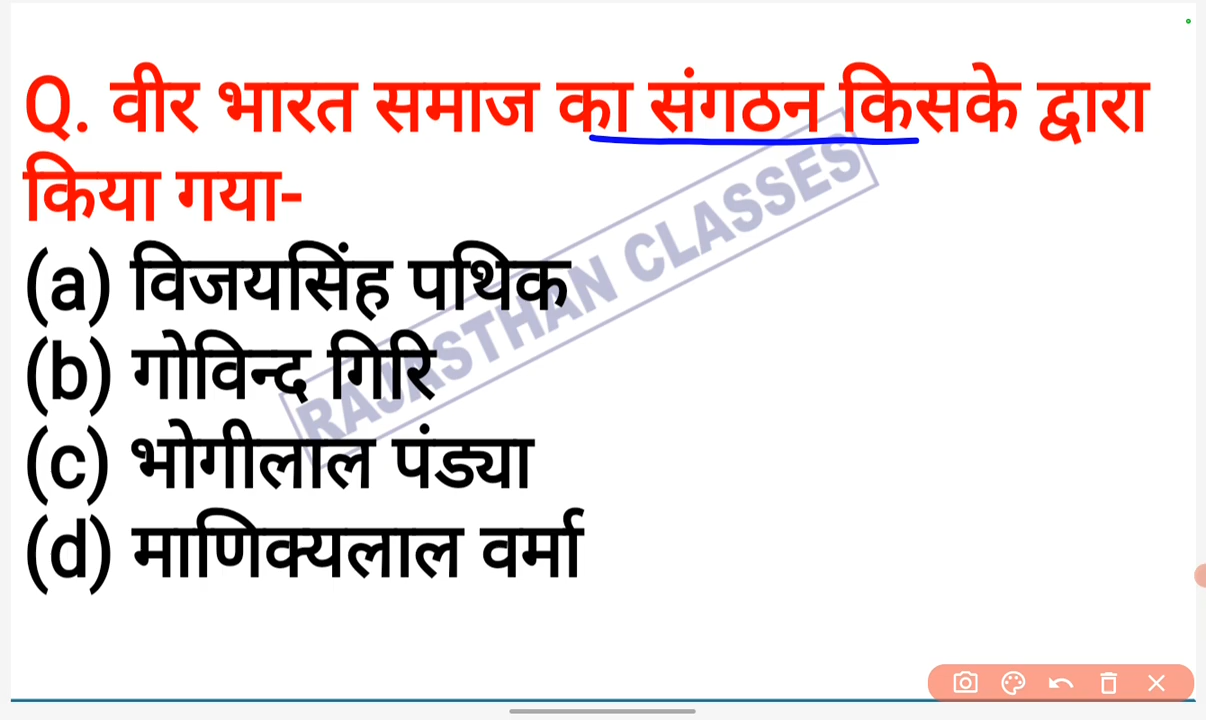 Q. वीर भारत समाज का संगठन किसके द्वारा
किया गया-
(a) विजयसिंह पथिक
(b) गोविन्द गिरि
(c) भोगीलाल पंड्या
(d) माणिक्यलाल वर्मा
RAJASTHAN CLASSES